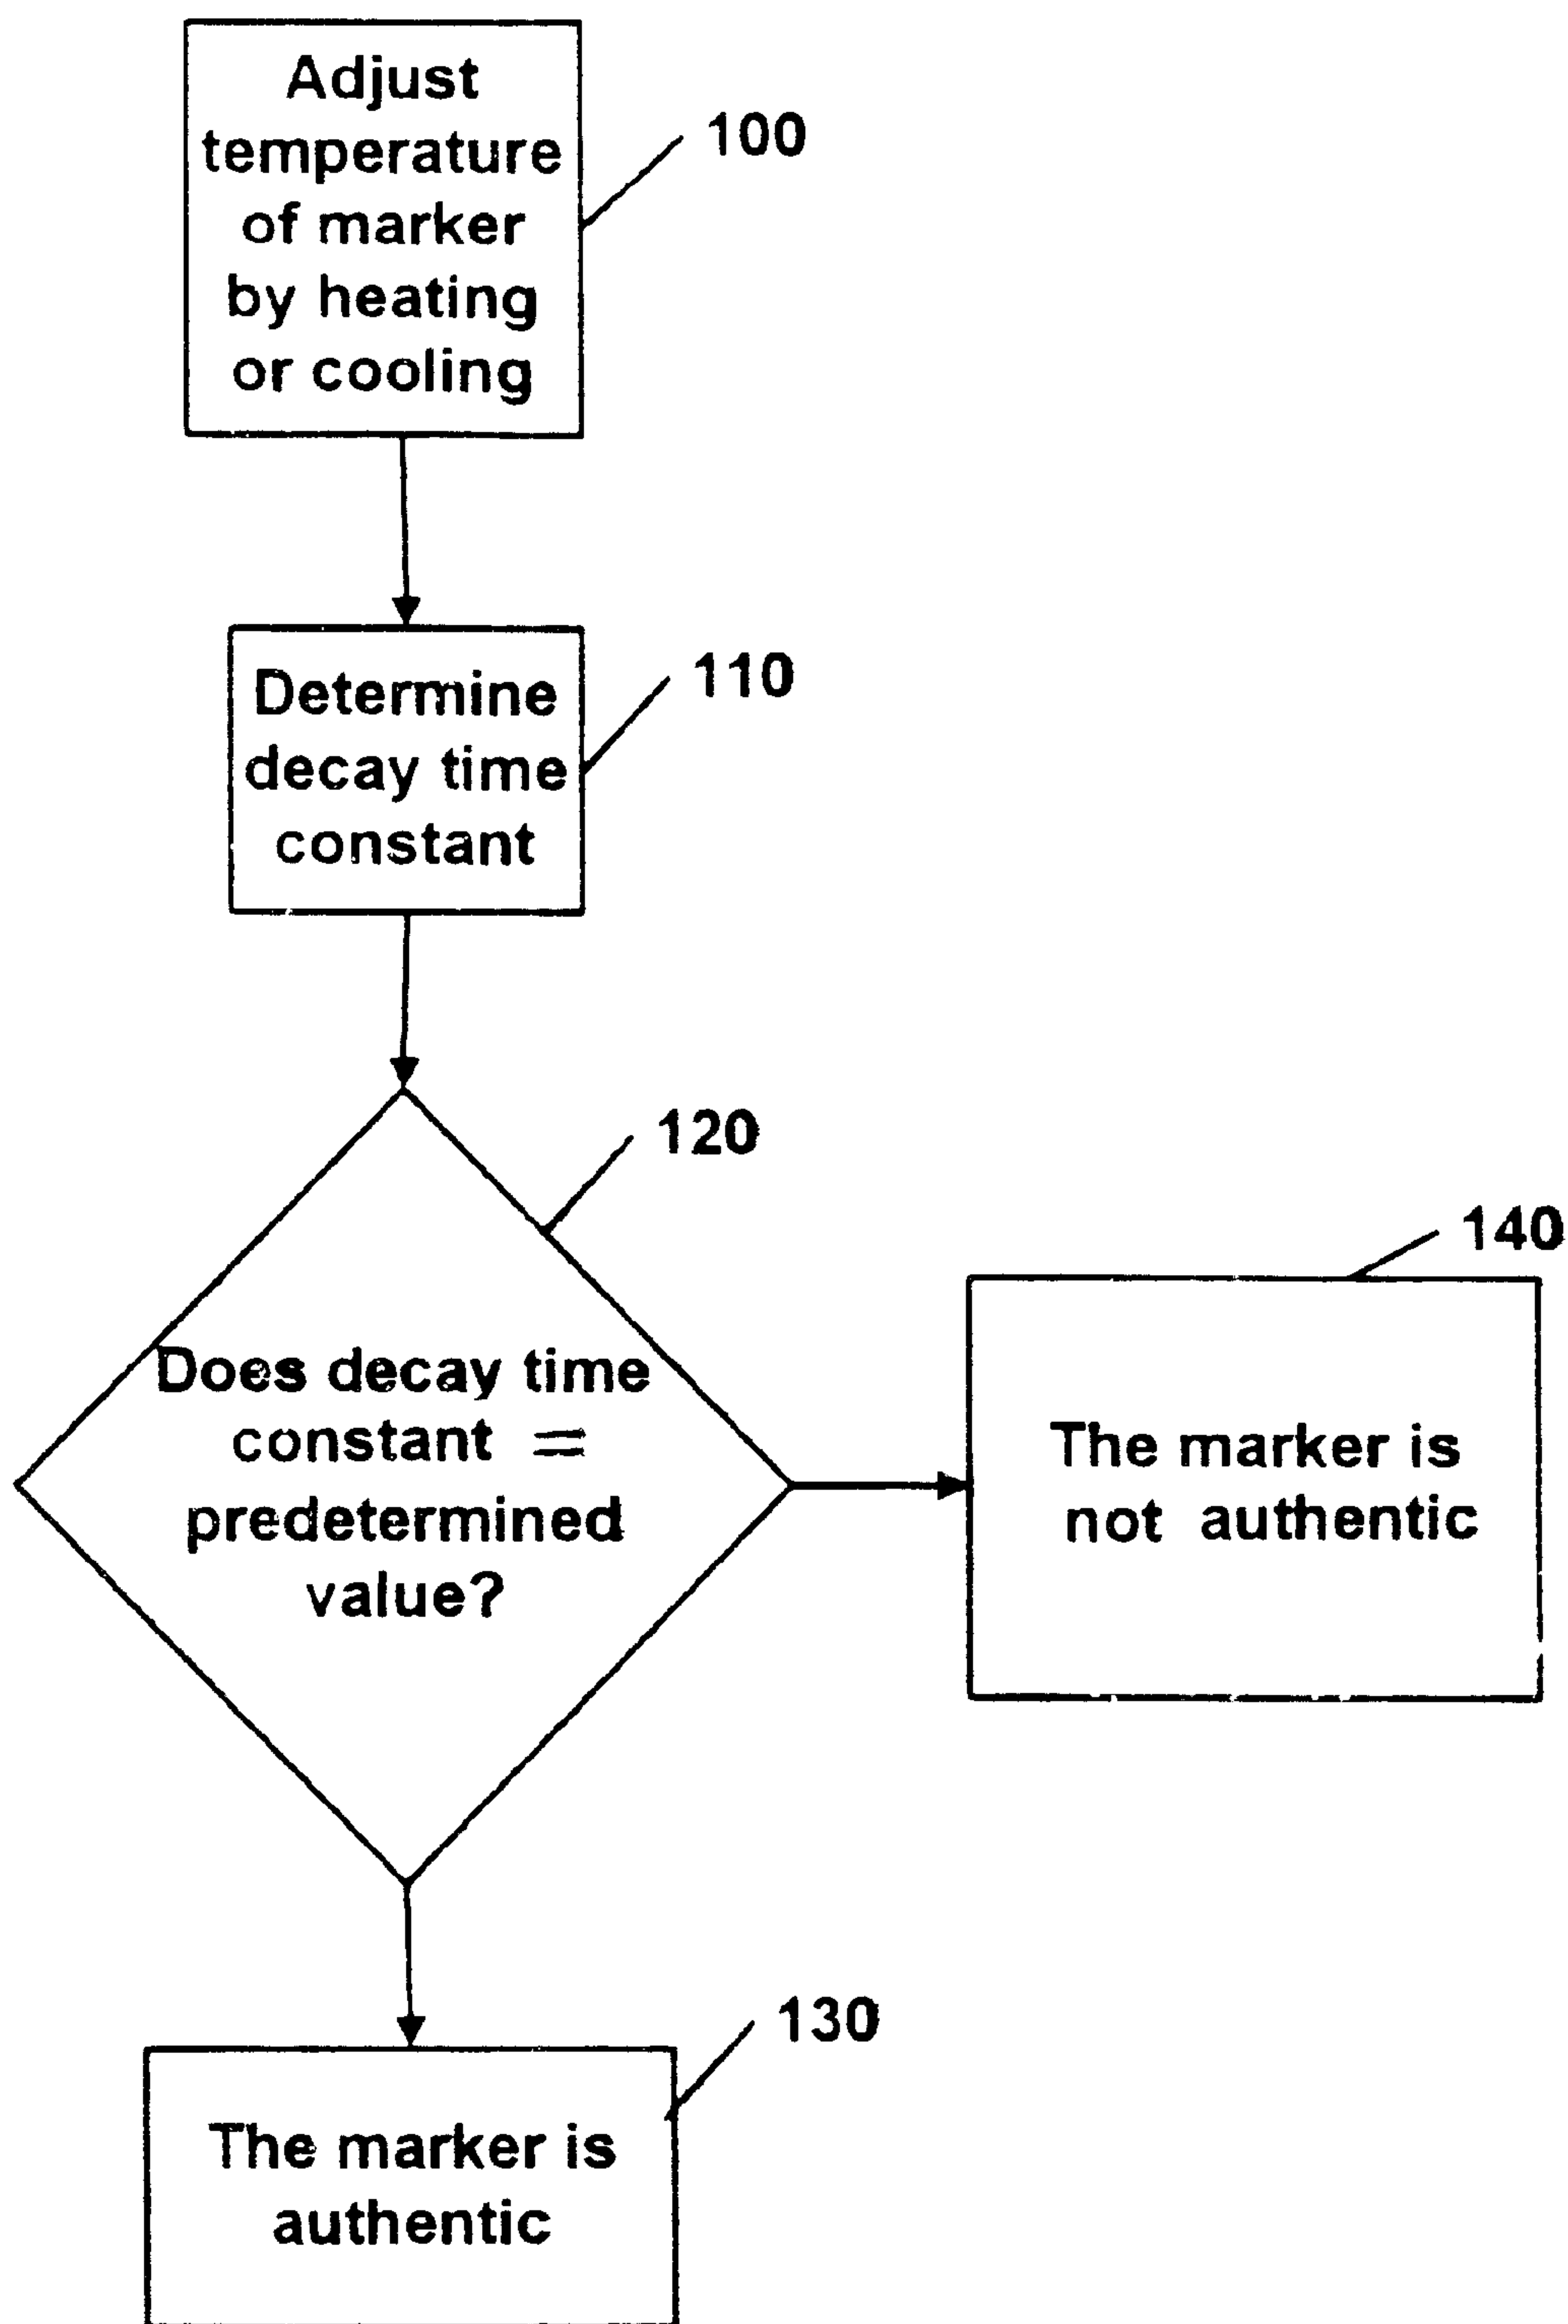 Adjust
temperature
of marker
by heating
or cooling
100
Determine
decay time
constant
110
120
Does decay time
constant =
predetermined
value?
140
The marker is
not authentic
130
The marker is
authentic